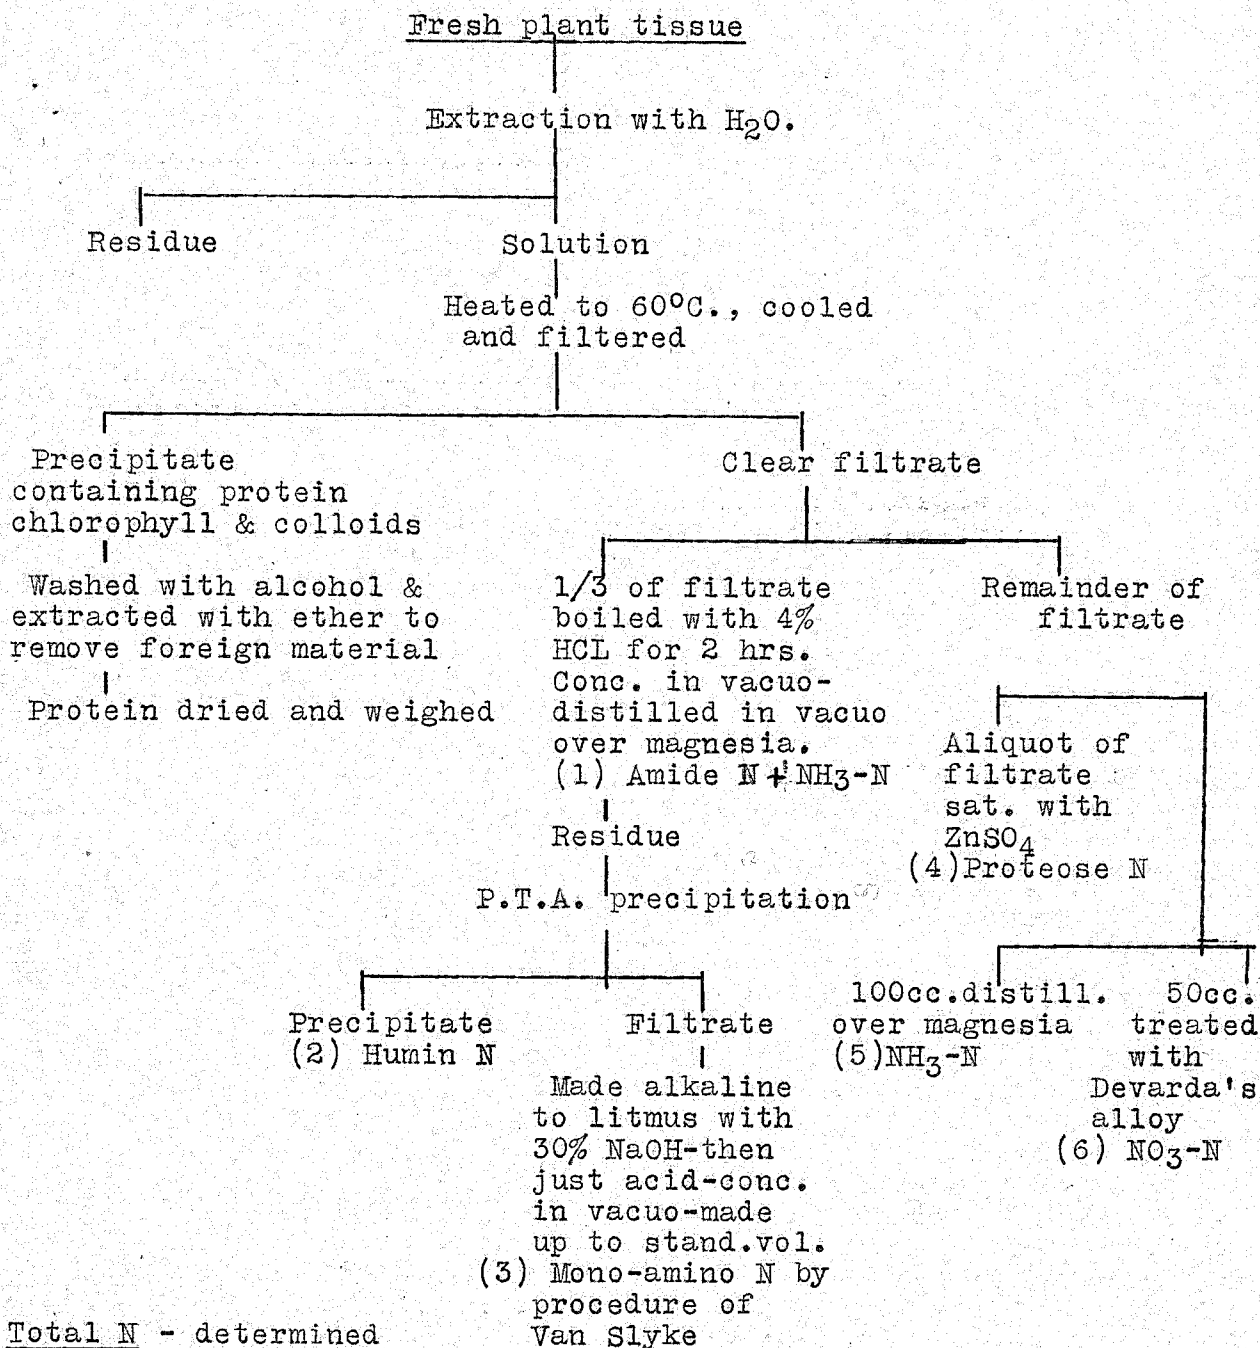 Fresh plant tissue
Extraction with H2O.
Residue
Solution
Heated to 60°C., cooled
and filtered
Precipitate
containing protein
chlorophyll & colloids
Washed with alcohol &
extracted with ether to
remove foreign material
Protein dried and weighed
Clear filtrate
1/3 of filtrate
boiled with 4%
HCL for 2 hrs.
Conc. in vacuo-
distilled in vacuo
over magnesia.
(1) Amide N + NH3-N
Residue
P.T.A. precipitation
Precipitate
(2) Humin N
Filtrate
Made alkaline
to litmus with
30% NaOH-then
just acid-conc.
in vacuo-made
up to stand.vol.
(3) Mono-amino N by
procedure of
Van Slyke
Remainder of
filtrate
Aliquot of
filtrate
sat. with
ZnSO4
(4)Proteose N
100cc.distill.
over magnesia
(5)NH3-N
50cc.
treated
with
Devarda's
alloy
(6) NO3-N
Total N - determined